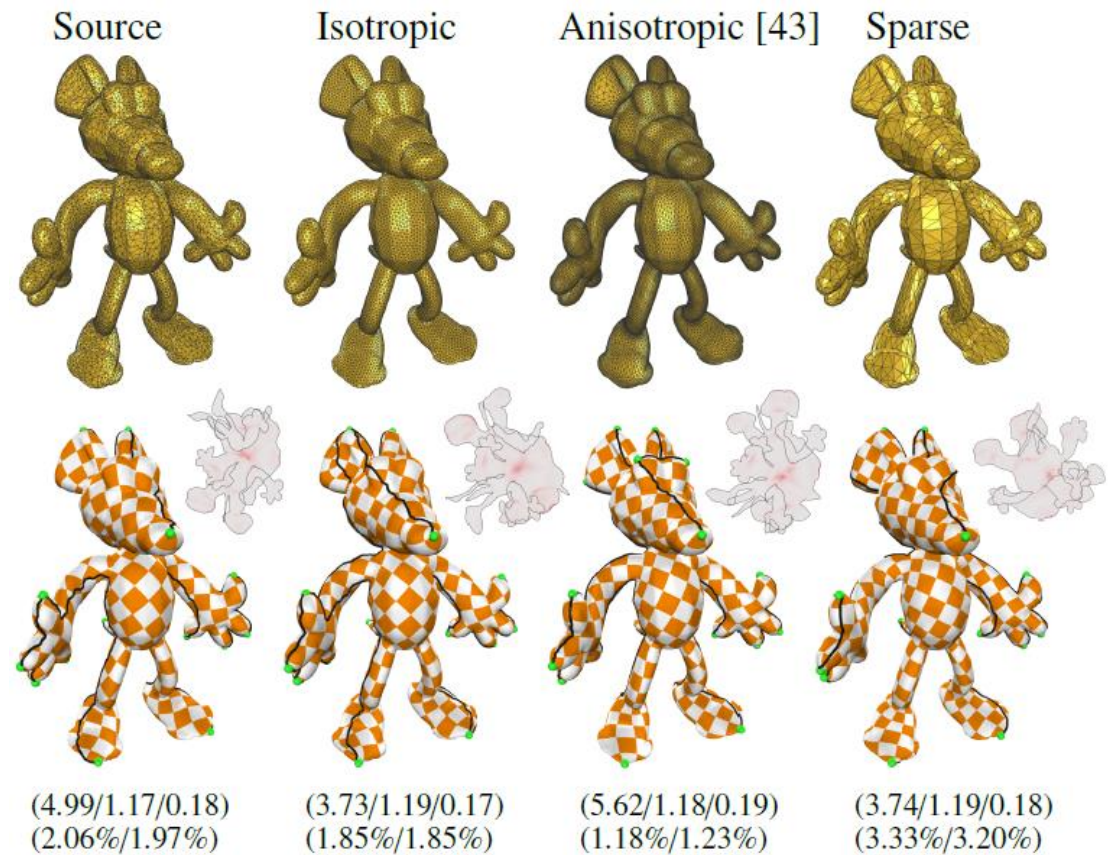 Source Isotropic Anisotropic [43] Sparse
(4.99/1.17/0.18) (3.73/1.19/0.17) (5.62/1.18/0.19) (3.74/1.19/0.18)
(2.06%/1.97%) (1.85%/1.85%) (1.18%/1.23%) (3.33%/3.20%)